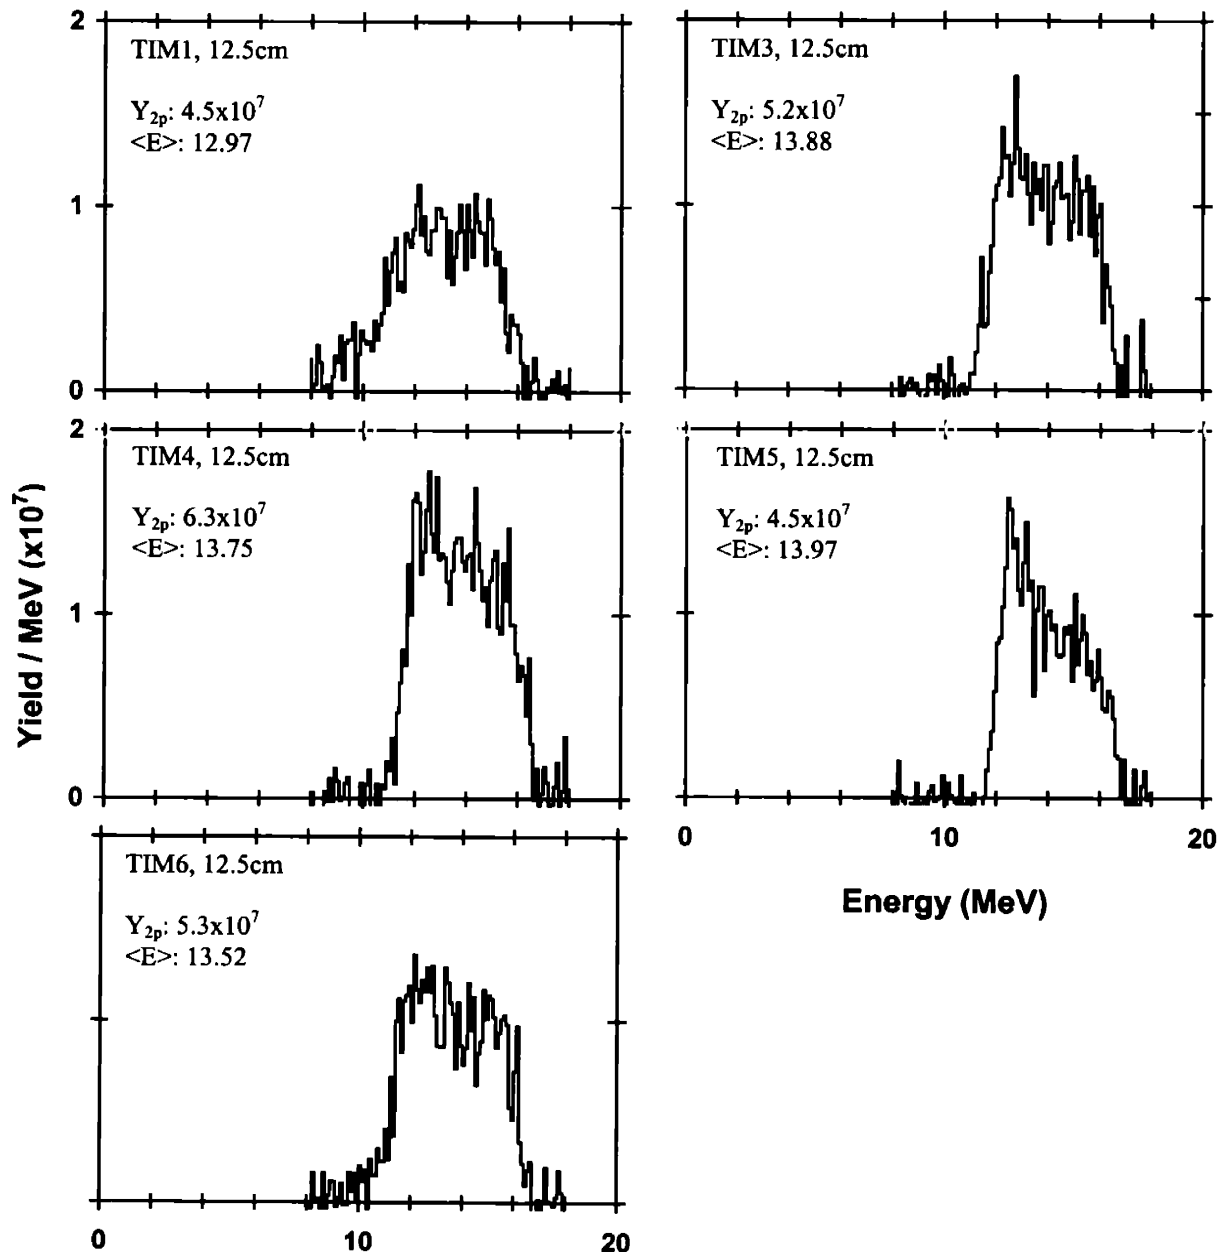 2
TIM1, 12.5cm
Y2p: 4.5x10^7
<E>: 12.97
1
0
TIM3, 12.5cm
Y2p: 5.2x10^7
<E>: 13.88
2
TIM4, 12.5cm
Y2p: 6.3x10^7
<E>: 13.75
1
0
TIM5, 12.5cm
Y2p: 4.5x10^7
<E>: 13.97
0
10
20
Yield / MeV (x10^7)
TIM6, 12.5cm
Y2p: 5.3x10^7
<E>: 13.52
Energy (MeV)
0
10
20